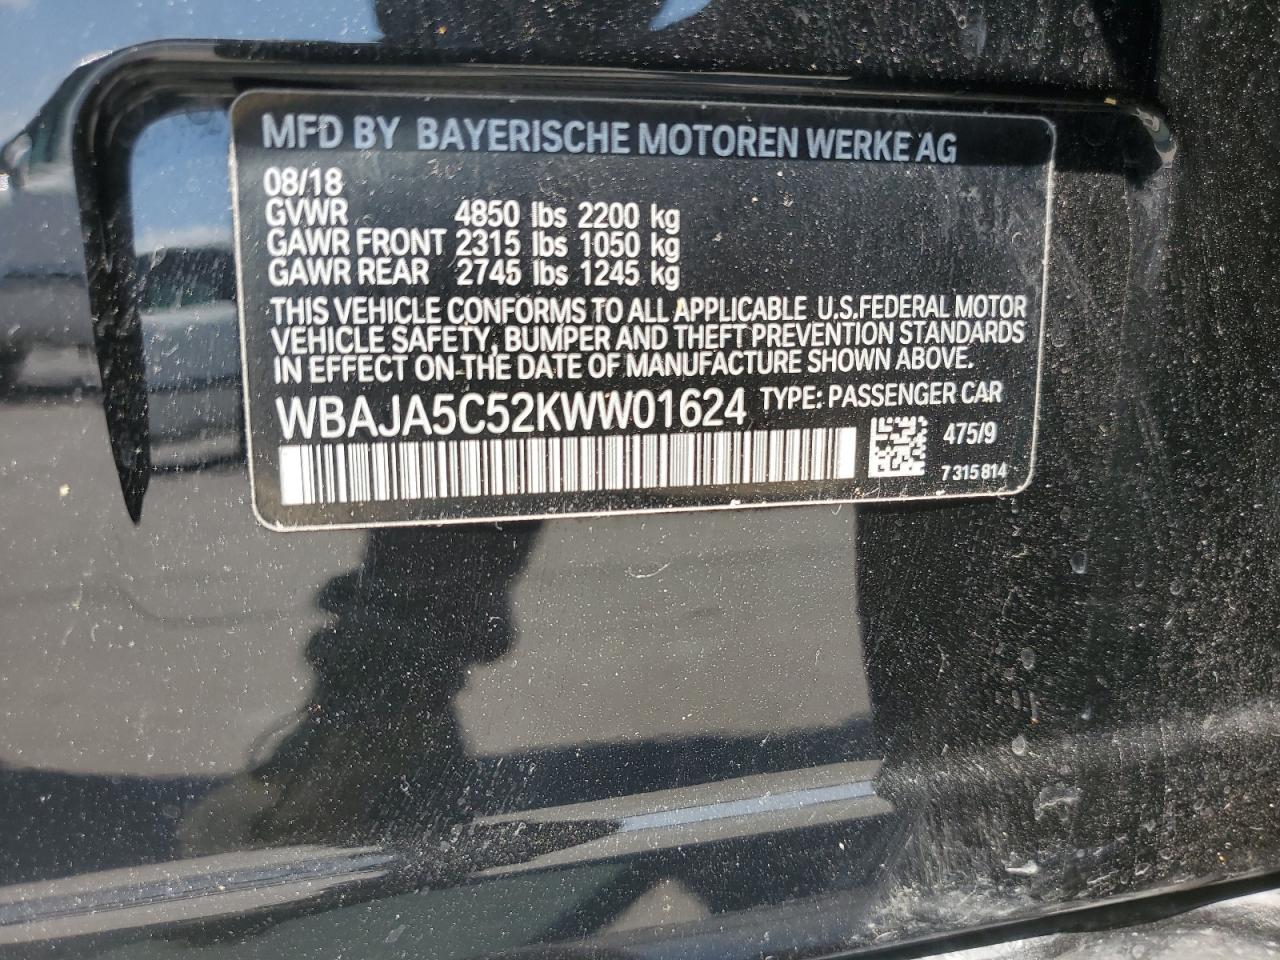 MFD BY BAYERISCHE MOTOREN WERKE AG
08/18
GVWR 4850 lbs 2200 kg
GAWR FRONT 2315 lbs 1050 kg
GAWR REAR 2745 lbs 1245 kg
THIS VEHICLE CONFORMS TO ALL APPLICABLE U.S.FEDERAL MOTOR
VEHICLE SAFETY, BUMPER AND THEFT PREVENTION STANDARDS
IN EFFECT ON THE DATE OF MANUFACTURE SHOWN ABOVE.
WBAJA5C52KWW01624 TYPE: PASSENGER CAR
475/9
7 315 814